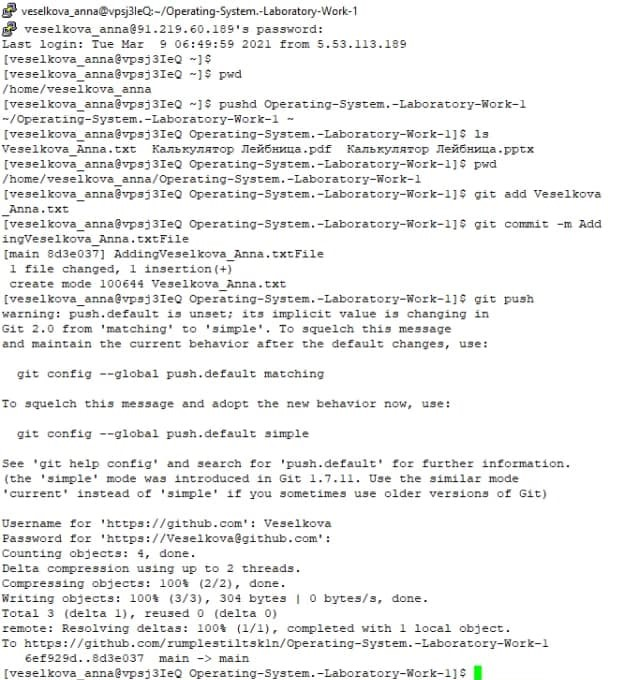 veselkova_anna@vpsj3IeQ:~/Operating-System.-Laboratory-Work-1
veselkova_anna@91.219.60.189's password:
Last login: Tue Mar  9 06:49:59 2021 from 5.53.113.189
[veselkova_anna@vpsj3IeQ ~]$
[veselkova_anna@vpsj3IeQ ~]$ pwd
/home/veselkova_anna
[veselkova_anna@vpsj3IeQ ~]$ pushd Operating-System.-Laboratory-Work-1
~/Operating-System.-Laboratory-Work-1 ~
[veselkova_anna@vpsj3IeQ Operating-System.-Laboratory-Work-1]$ ls
Veselkova_Anna.txt  Калькулятор Лейбница.pdf  Калькулятор Лейбница.pptx
[veselkova_anna@vpsj3IeQ Operating-System.-Laboratory-Work-1]$ pwd
/home/veselkova_anna/Operating-System.-Laboratory-Work-1
[veselkova_anna@vpsj3IeQ Operating-System.-Laboratory-Work-1]$ git add Veselkova
_Anna.txt
[veselkova_anna@vpsj3IeQ Operating-System.-Laboratory-Work-1]$ git commit -m Add
ingVeselkova_Anna.txtFile
[main 8d3e037] AddingVeselkova_Anna.txtFile
 1 file changed, 1 insertion(+)
 create mode 100644 Veselkova_Anna.txt
[veselkova_anna@vpsj3IeQ Operating-System.-Laboratory-Work-1]$ git push
warning: push.default is unset; its implicit value is changing in
Git 2.0 from 'matching' to 'simple'. To squelch this message
and maintain the current behavior after the default changes, use:

  git config --global push.default matching

To squelch this message and adopt the new behavior now, use:

  git config --global push.default simple

See 'git help config' and search for 'push.default' for further information.
(the 'simple' mode was introduced in Git 1.7.11. Use the similar mode
'current' instead of 'simple' if you sometimes use older versions of Git)

Username for 'https://github.com': Veselkova
Password for 'https://Veselkova@github.com':
Counting objects: 4, done.
Delta compression using up to 2 threads.
Compressing objects: 100% (2/2), done.
Writing objects: 100% (3/3), 304 bytes | 0 bytes/s, done.
Total 3 (delta 1), reused 0 (delta 0)
remote: Resolving deltas: 100% (1/1), completed with 1 local object.
To https://github.com/rumplestiltskln/Operating-System.-Laboratory-Work-1
   6ef929d..8d3e037  main -> main
[veselkova_anna@vpsj3IeQ Operating-System.-Laboratory-Work-1]$